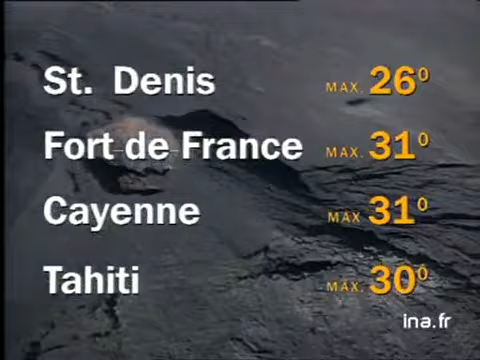 St. Denis MAX. 26°
Fort de France MAX. 31°
Cayenne MAX 31°
Tahiti MAX. 30°
ina.fr